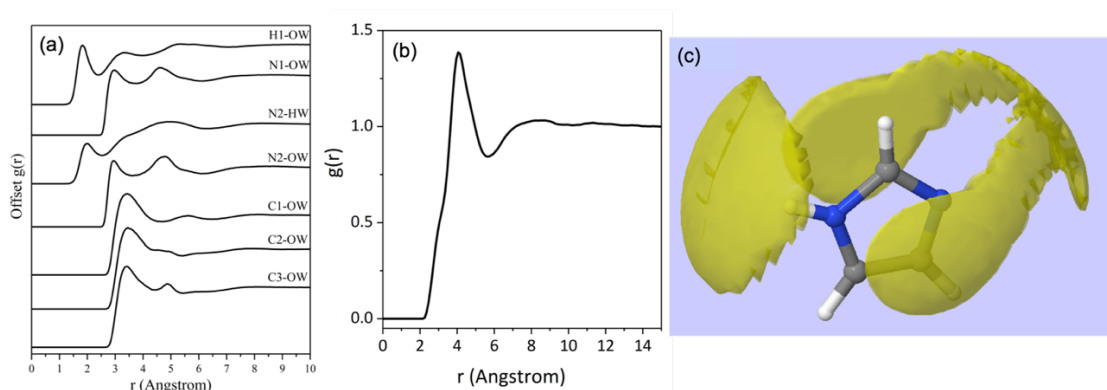 (a)
H1-OW
N1-OW
N2-HW
N2-OW
C1-OW
C2-OW
C3-OW
Offset g(r)
0 1 2 3 4 5 6 7 8 9 10
r (Angstrom)
(b)
1.5
1.0
0.5
0.0
g(r)
0 2 4 6 8 10 12 14
r (Angstrom)
(c)